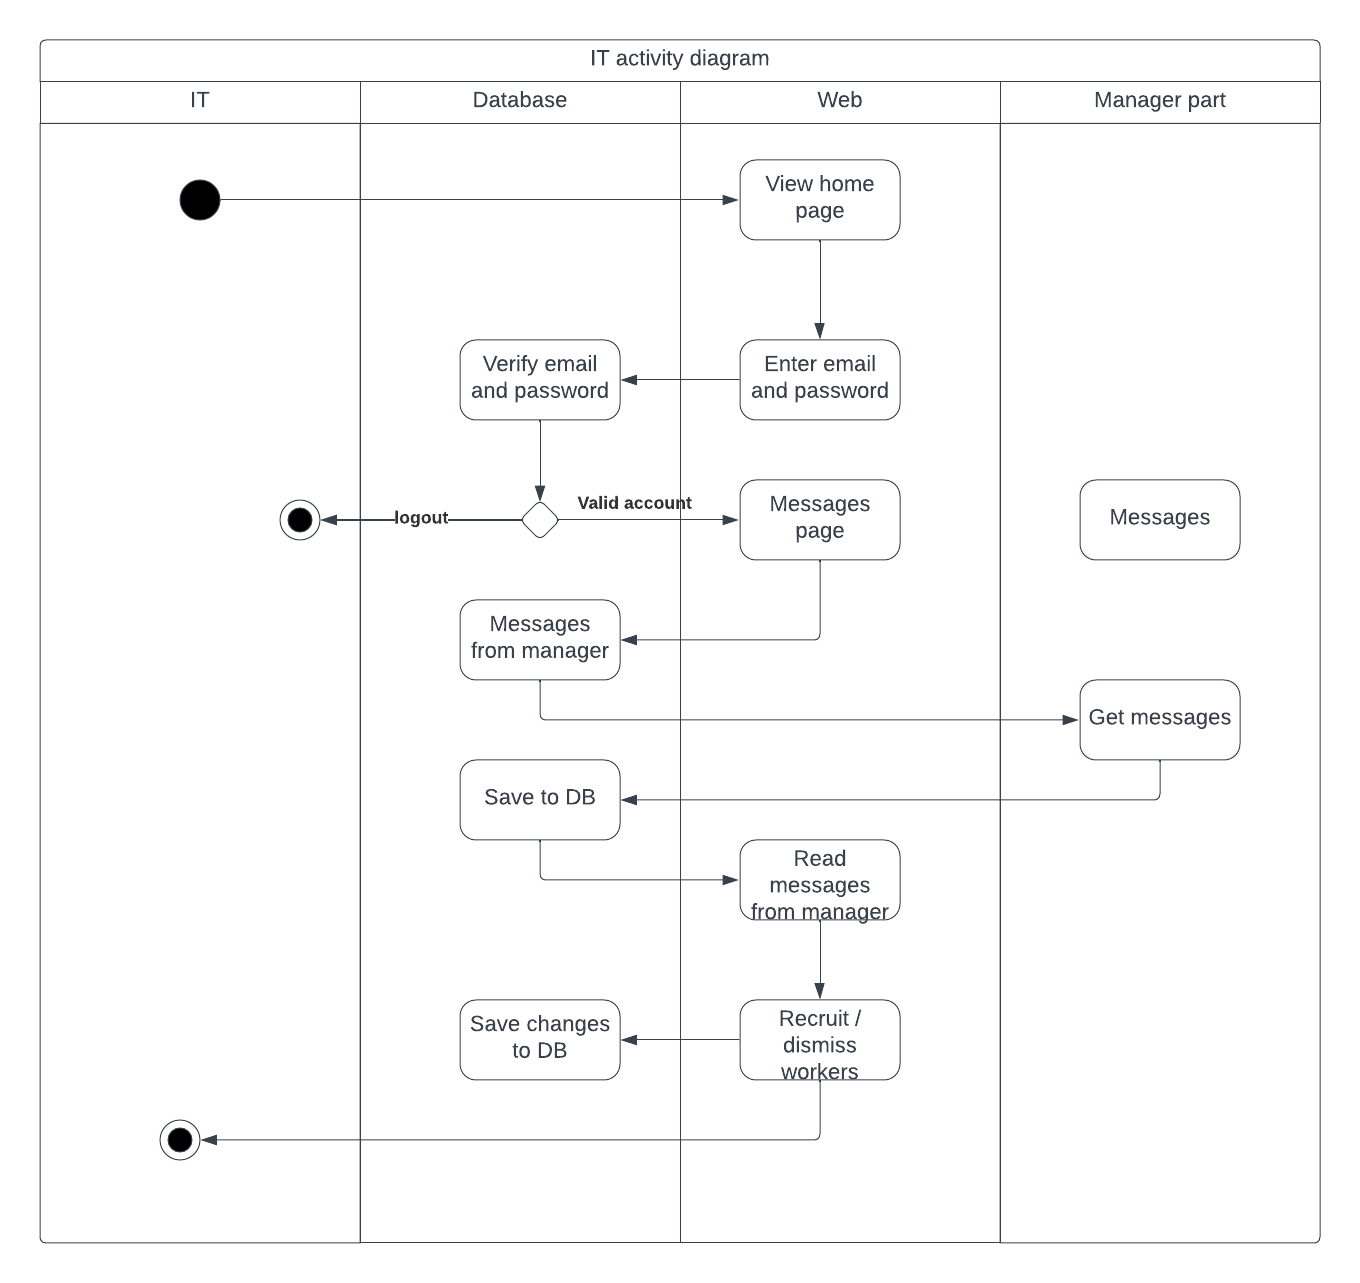 IT activity diagram
IT
Database
Web
Manager part
View home
page
Verify email
and password
Enter email
and password
logout
Valid account
Messages
page
Messages
Messages
from manager
Get messages
Save to DB
Read
messages
from manager
Save changes
to DB
Recruit /
dismiss
workers